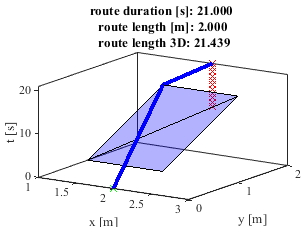 route duration [s]: 21.000
route length [m]: 2.000
route length 3D: 21.439
20
10
0
t [s]
1
1.5
2
2.5
3
x [m]
0
1
2
y [m]